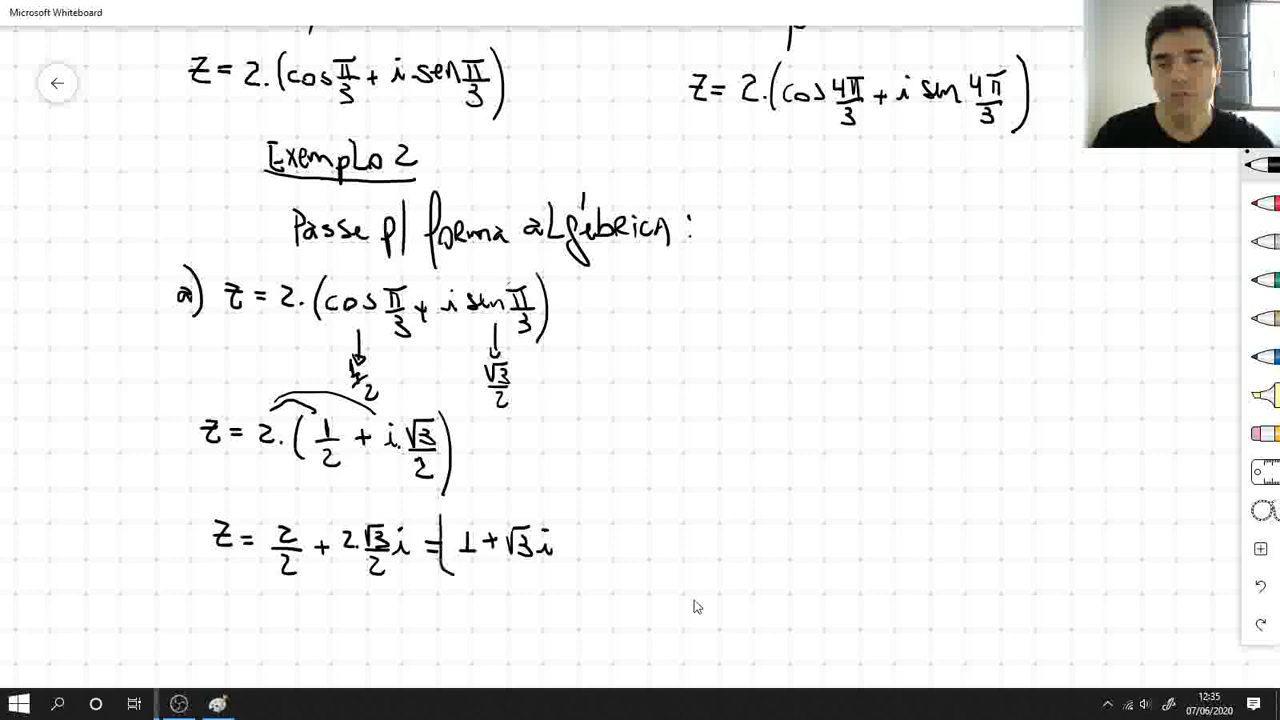 Microsoft Whiteboard
z = 2.(cos π/3 + i sen π/3)
z = 2.(cos 4π/3 + i sin 4π/3)
Exemplo 2
Passe p/ forma algébrica:
a) z = 2.(cos π/3 + i sen π/3)
1/2 √3/2
z = 2.(1/2 + i.√3/2)
z = 2/2 + 2.√3/2 i = 1 + √3 i
12:35
07/06/2020